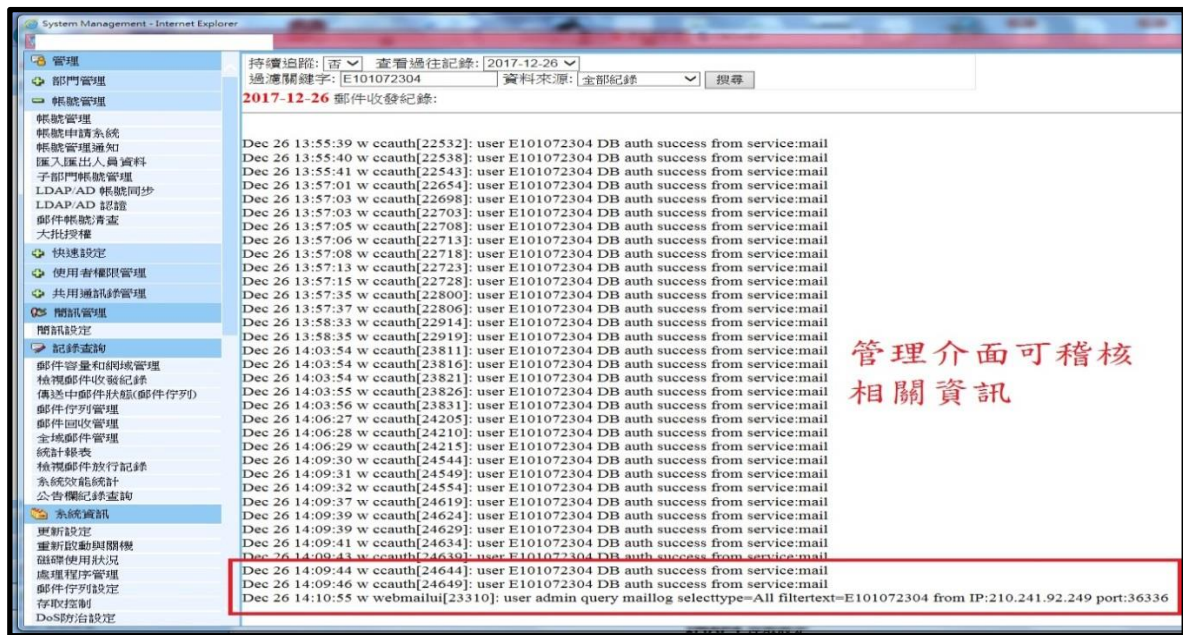 System Management - Internet Explorer
管理
部門管理
帳號管理
帳號管理
帳號申請系統
帳號管理通知
匯入匯出人員資料
子部門帳號管理
LDAP/AD 帳號同步
LDAP/AD 認證
郵件帳號清查
大批授權
快速設定
使用者權限管理
共用通訊錄管理
簡訊管理
簡訊設定
記錄查詢
郵件容量和網域管理
檢視郵件收發紀錄
傳送中郵件狀態(郵件佇列)
郵件佇列管理
郵件回收管理
全域郵件管理
統計報表
檢視郵件放行記錄
系統效能統計
公告欄紀錄查詢
系統資訊
更新設定
重新啟動與關機
磁碟使用狀況
處理程序管理
郵件佇列設定
存取控制
DoS防治設定
持續追蹤: 否 查看過往記錄: 2017-12-26
過濾關鍵字: E101072304 資料來源: 全部紀錄 搜尋
2017-12-26 郵件收發紀錄:
Dec 26 13:55:39 w ccauth[22532]: user E101072304 DB auth success from service:mail
Dec 26 13:55:40 w ccauth[22538]: user E101072304 DB auth success from service:mail
Dec 26 13:55:41 w ccauth[22543]: user E101072304 DB auth success from service:mail
Dec 26 13:57:01 w ccauth[22654]: user E101072304 DB auth success from service:mail
Dec 26 13:57:03 w ccauth[22698]: user E101072304 DB auth success from service:mail
Dec 26 13:57:03 w ccauth[22703]: user E101072304 DB auth success from service:mail
Dec 26 13:57:05 w ccauth[22708]: user E101072304 DB auth success from service:mail
Dec 26 13:57:06 w ccauth[22713]: user E101072304 DB auth success from service:mail
Dec 26 13:57:08 w ccauth[22718]: user E101072304 DB auth success from service:mail
Dec 26 13:57:13 w ccauth[22723]: user E101072304 DB auth success from service:mail
Dec 26 13:57:15 w ccauth[22728]: user E101072304 DB auth success from service:mail
Dec 26 13:57:35 w ccauth[22800]: user E101072304 DB auth success from service:mail
Dec 26 13:57:37 w ccauth[22806]: user E101072304 DB auth success from service:mail
Dec 26 13:58:33 w ccauth[22914]: user E101072304 DB auth success from service:mail
Dec 26 13:58:35 w ccauth[22919]: user E101072304 DB auth success from service:mail
Dec 26 14:03:54 w ccauth[23811]: user E101072304 DB auth success from service:mail
Dec 26 14:03:54 w ccauth[23816]: user E101072304 DB auth success from service:mail
Dec 26 14:03:54 w ccauth[23821]: user E101072304 DB auth success from service:mail
Dec 26 14:03:55 w ccauth[23826]: user E101072304 DB auth success from service:mail
Dec 26 14:03:56 w ccauth[23831]: user E101072304 DB auth success from service:mail
Dec 26 14:06:27 w ccauth[24205]: user E101072304 DB auth success from service:mail
Dec 26 14:06:28 w ccauth[24210]: user E101072304 DB auth success from service:mail
Dec 26 14:06:29 w ccauth[24215]: user E101072304 DB auth success from service:mail
Dec 26 14:09:30 w ccauth[24544]: user E101072304 DB auth success from service:mail
Dec 26 14:09:31 w ccauth[24549]: user E101072304 DB auth success from service:mail
Dec 26 14:09:32 w ccauth[24554]: user E101072304 DB auth success from service:mail
Dec 26 14:09:37 w ccauth[24619]: user E101072304 DB auth success from service:mail
Dec 26 14:09:39 w ccauth[24624]: user E101072304 DB auth success from service:mail
Dec 26 14:09:39 w ccauth[24629]: user E101072304 DB auth success from service:mail
Dec 26 14:09:41 w ccauth[24634]: user E101072304 DB auth success from service:mail
Dec 26 14:09:43 w ccauth[24639]: user E101072304 DB auth success from service:mail
Dec 26 14:09:44 w ccauth[24644]: user E101072304 DB auth success from service:mail
Dec 26 14:09:46 w ccauth[24649]: user E101072304 DB auth success from service:mail
Dec 26 14:10:55 w webmailui[23310]: user admin query maillog selecttype=All filtertext=E101072304 from IP:210.241.92.249 port:36336
管理介面可稽核
相關資訊